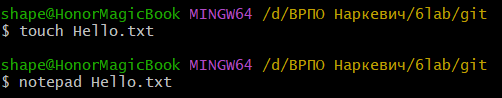 shape@HonorMagicBook MINGW64 /d/ВРПО Наркевич/6lab/git
$ touch Hello.txt
shape@HonorMagicBook MINGW64 /d/ВРПО Наркевич/6lab/git
$ notepad Hello.txt